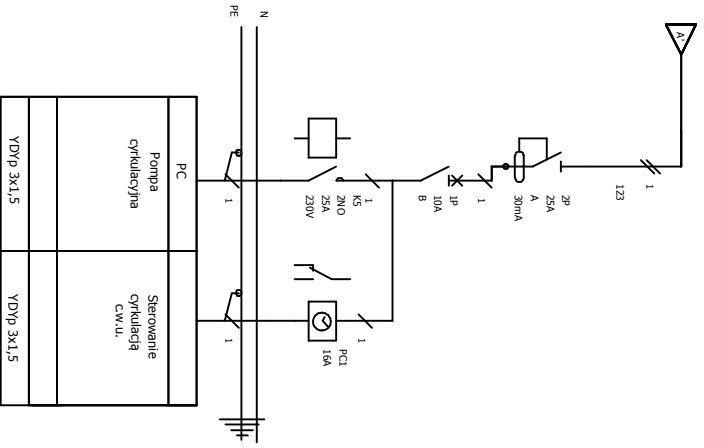 A'
1
123
2P
25A
A
30mA
1
1P
10A
B
1
K5
2NO
25A
230V
1
PC1
16A
N
PE
1
1
PC
Pompa
cyrkulacyjna
YDYp 3x1,5
Sterowanie
cyrkulacją
c.w.u.
YDYp 3x1,5